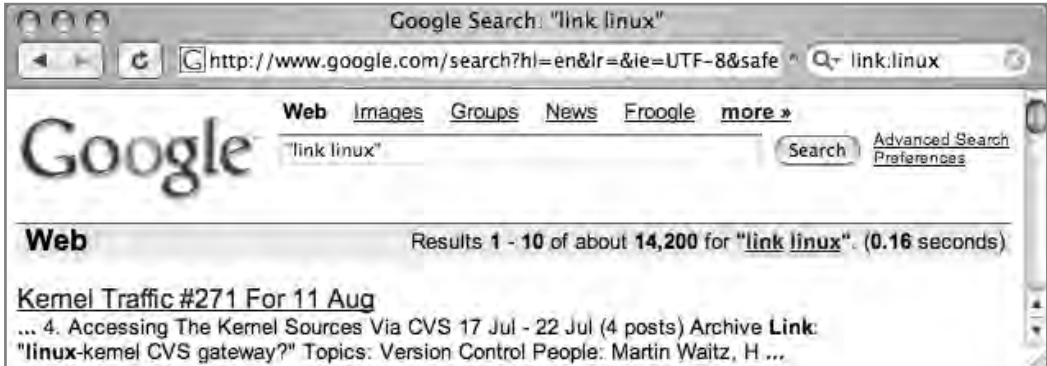 Google Search: "link linux"
http://www.google.com/search?hl=en&lr=&ie=UTF-8&safe
link:linux
Web Images Groups News Froogle more »
Google
"link linux"
Search
Advanced Search
Preferences
Web
Results 1 - 10 of about 14,200 for "link linux". (0.16 seconds)
Kernel Traffic #271 For 11 Aug
... 4. Accessing The Kernel Sources Via CVS 17 Jul - 22 Jul (4 posts) Archive Link:
"linux-kernel CVS gateway?" Topics: Version Control People: Martin Waitz, H ...